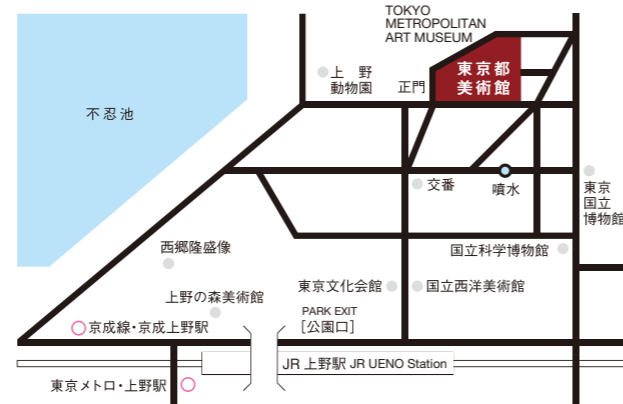 TOKYO
METROPOLITAN
ART MUSEUM
東京都
美術館
上 野
動物園
正門
不忍池
交番
噴水
東京
国立
博物館
西郷隆盛像
国立科学博物館
上野の森美術館
東京文化会館
国立西洋美術館
PARK EXIT
[公園口]
京成線・京成上野駅
JR 上野駅 JR UENO Station
東京メトロ・上野駅